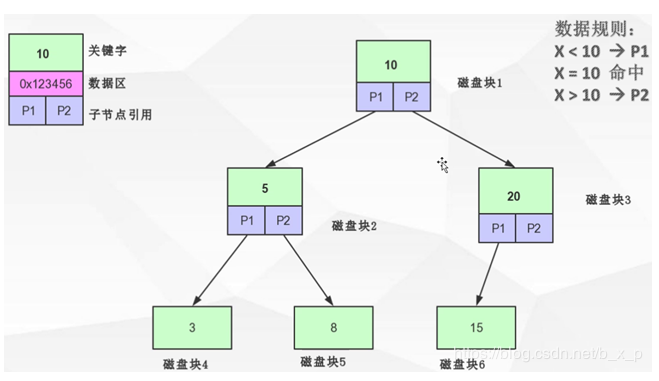 10
关键字
0x123456
数据区
P1 P2
子节点引用
数据规则：
X < 10 → P1
X = 10 命中
X > 10 → P2
10
P1 P2
磁盘块1
5
P1 P2
磁盘块2
20
P1 P2
磁盘块3
3
磁盘块4
8
磁盘块5
15
磁盘块6
https://blog.csdn.net/b_x_p